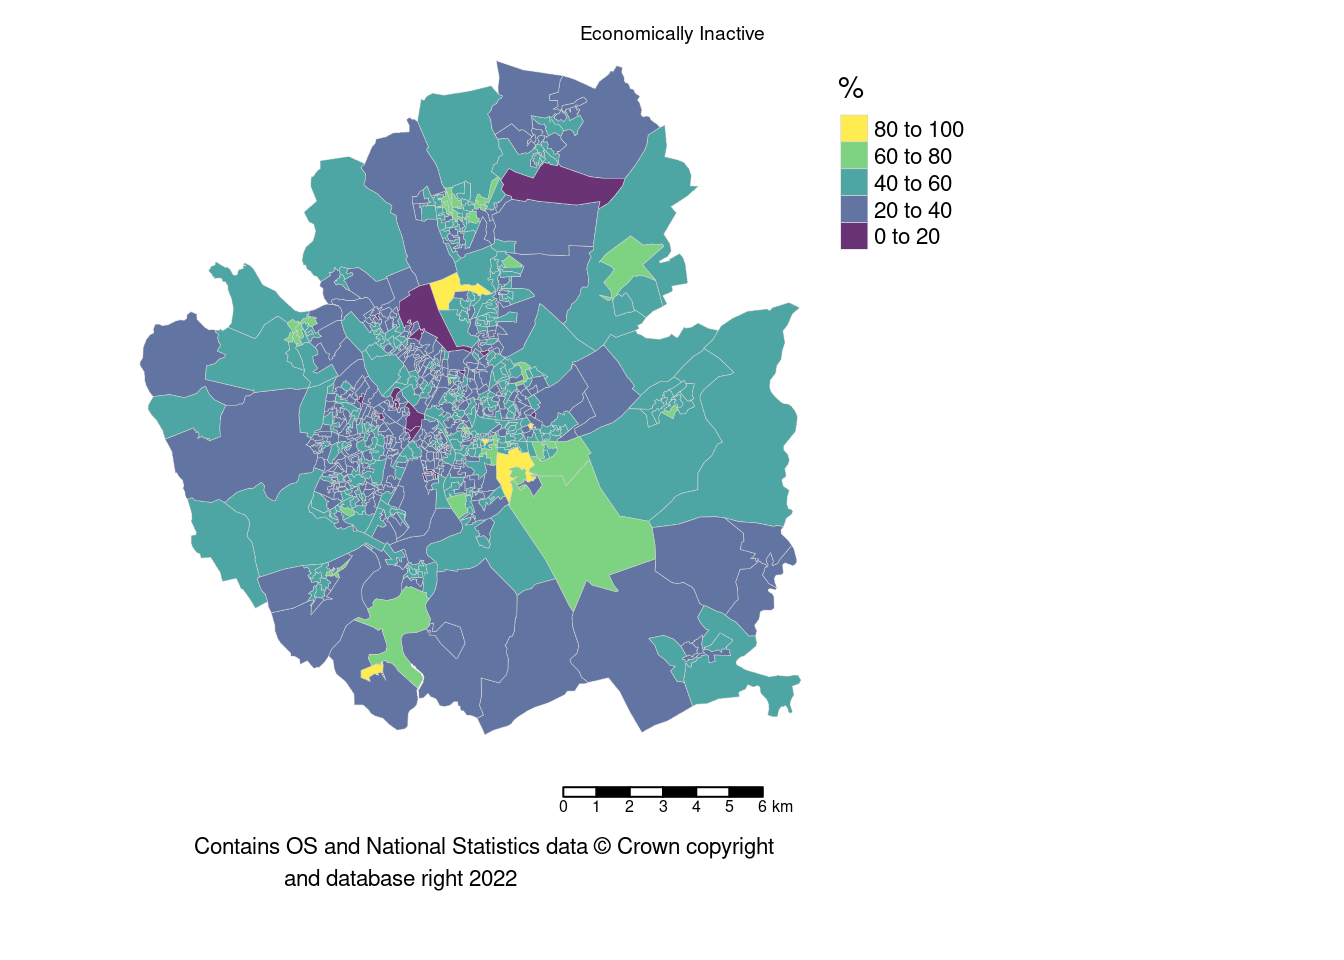 Economically Inactive
%
80 to 100
60 to 80
40 to 60
20 to 40
0 to 20
0 1 2 3 4 5 6 km
Contains OS and National Statistics data © Crown copyright
and database right 2022